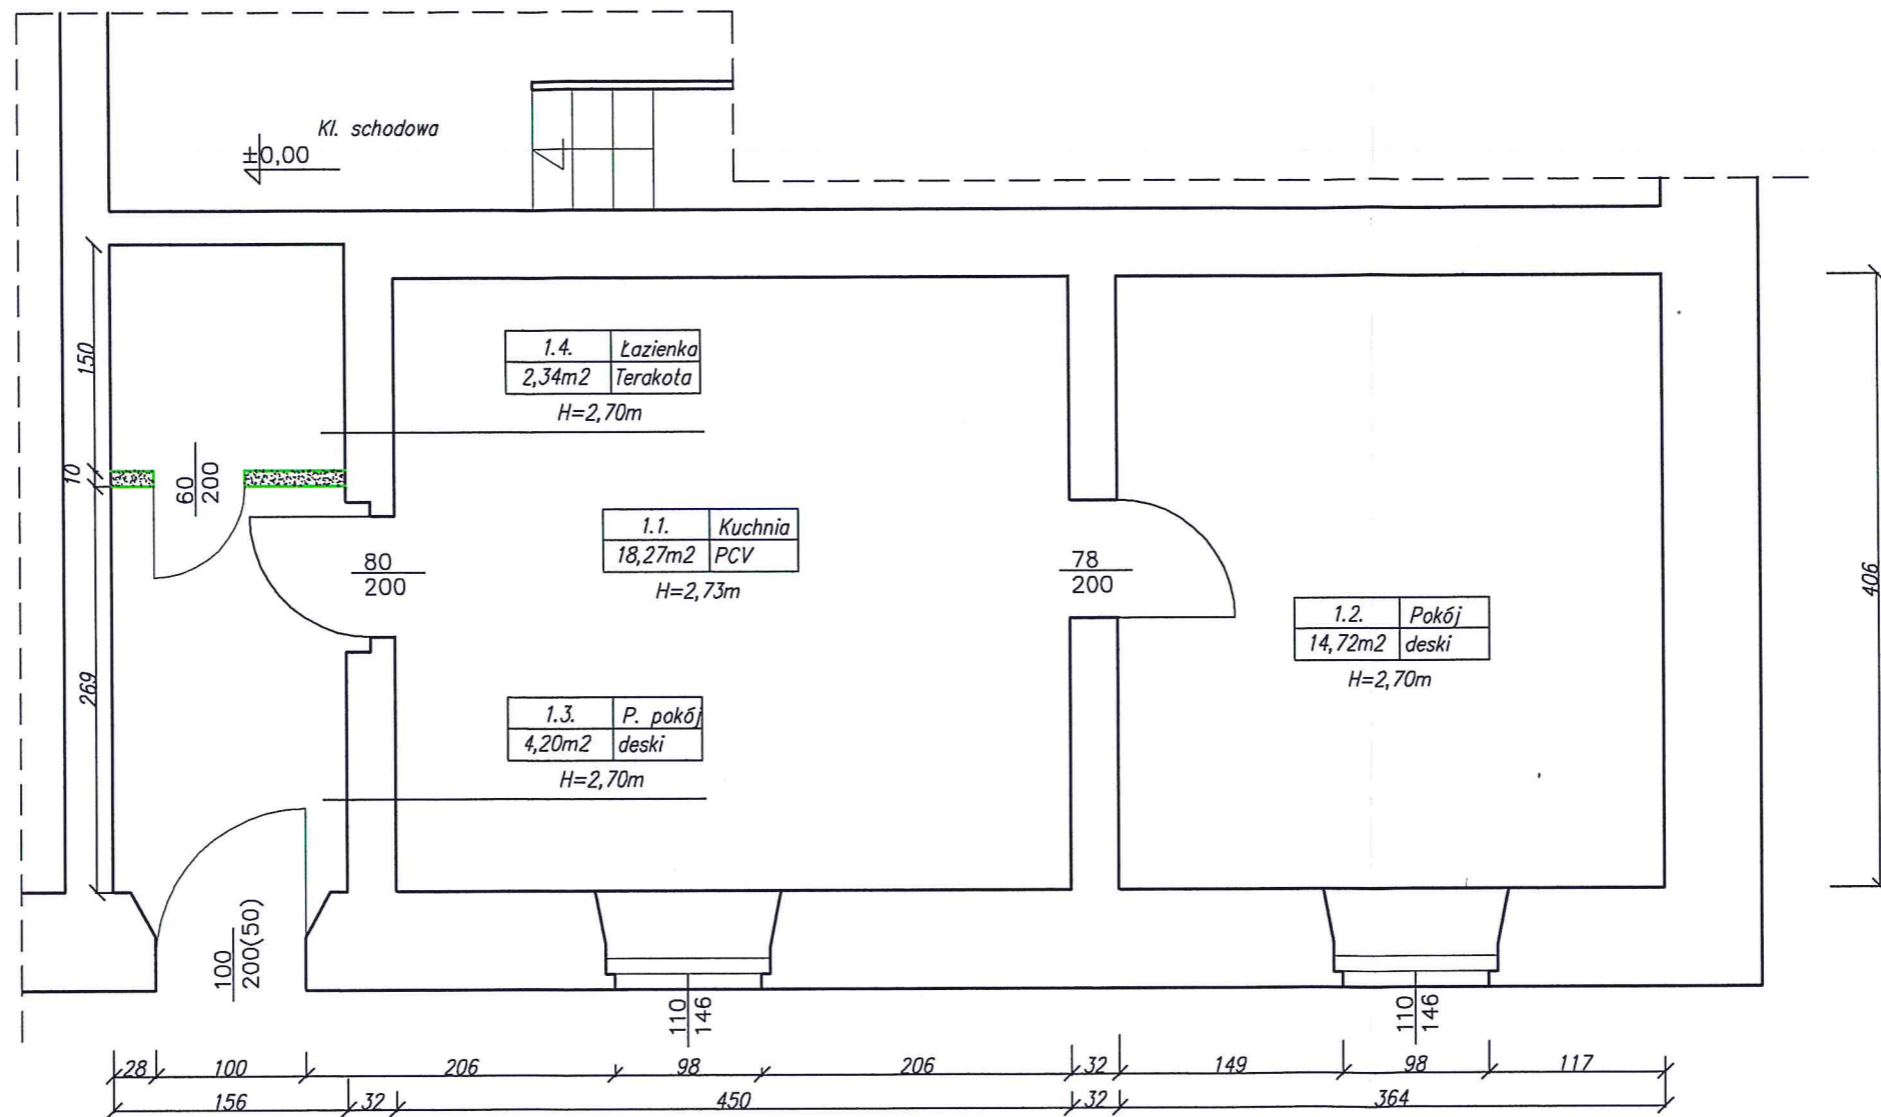 Kl. schodowa
±0,00
1.4. Łazienka
2,34m2 Terakota
H=2,70m
150
10
60
200
1.1. Kuchnia
18,27m2 PCV
H=2,73m
80
200
78
200
406
1.2. Pokój
14,72m2 deski
H=2,70m
269
1.3. P. pokój
4,20m2 deski
H=2,70m
100
200(50)
110
146
110
146
28 100 206 98 206 32 149 98 117
156 32 450 32 364